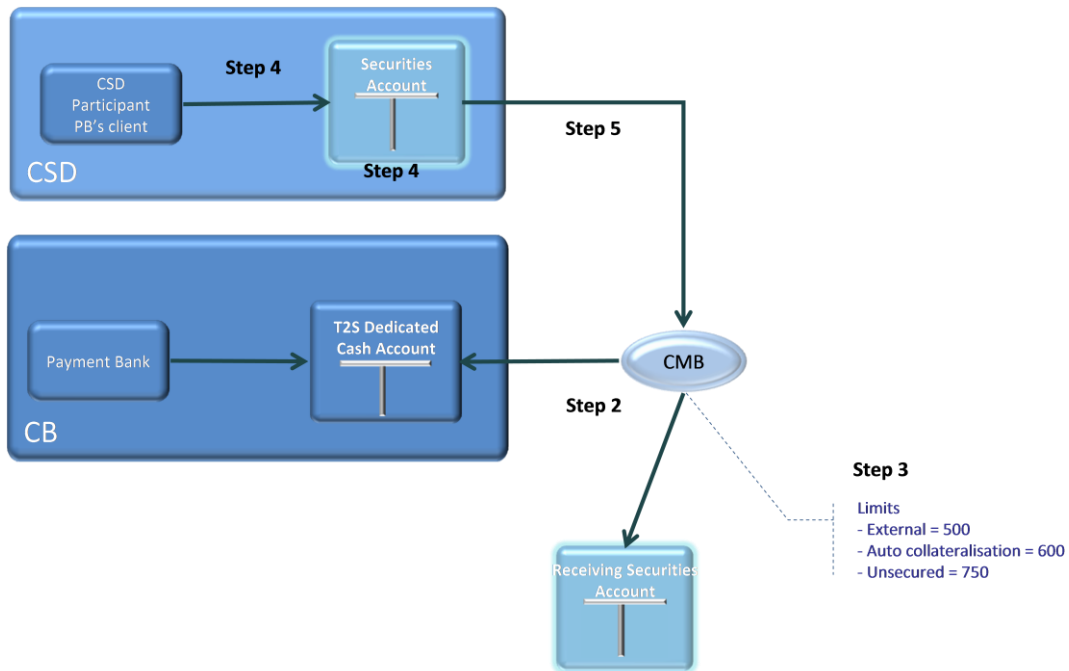 Step 4
Securities
Account
CSD
Participant
PB's client
Step 5
Step 4
CSD
T2S Dedicated
Cash Account
Payment Bank
CMB
Step 2
CB
Step 3
Limits
- External = 500
- Auto collateralisation = 600
- Unsecured = 750
Receiving Securities
Account